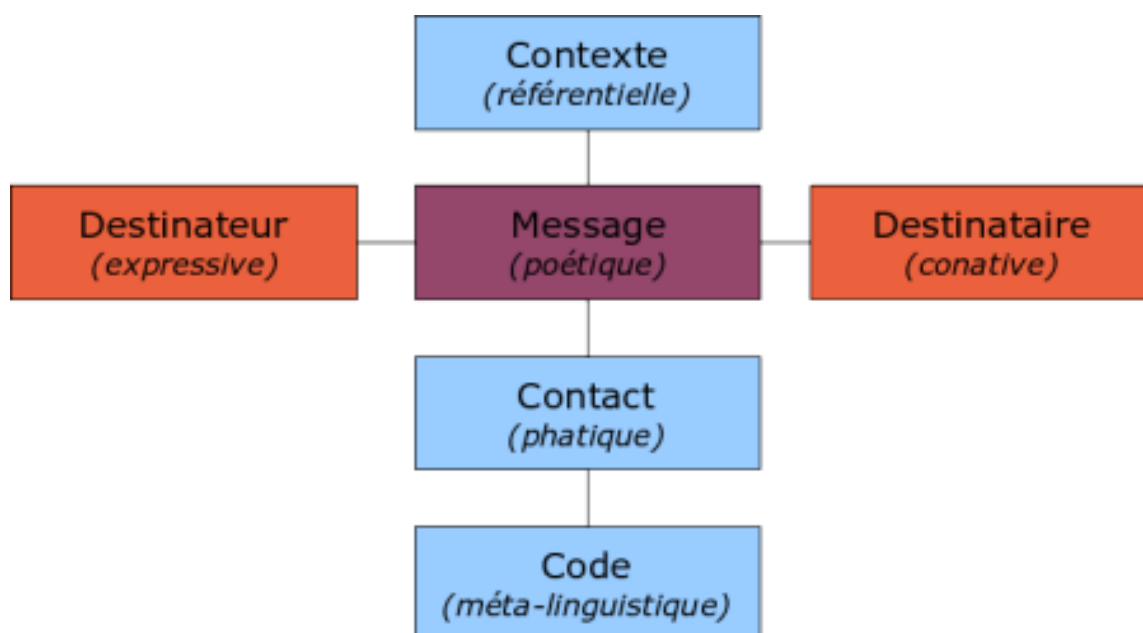 Contexte
(référentielle)
Destinateur
(expressive)
Message
(poétique)
Destinataire
(conative)
Contact
(phatique)
Code
(méta-linguistique)